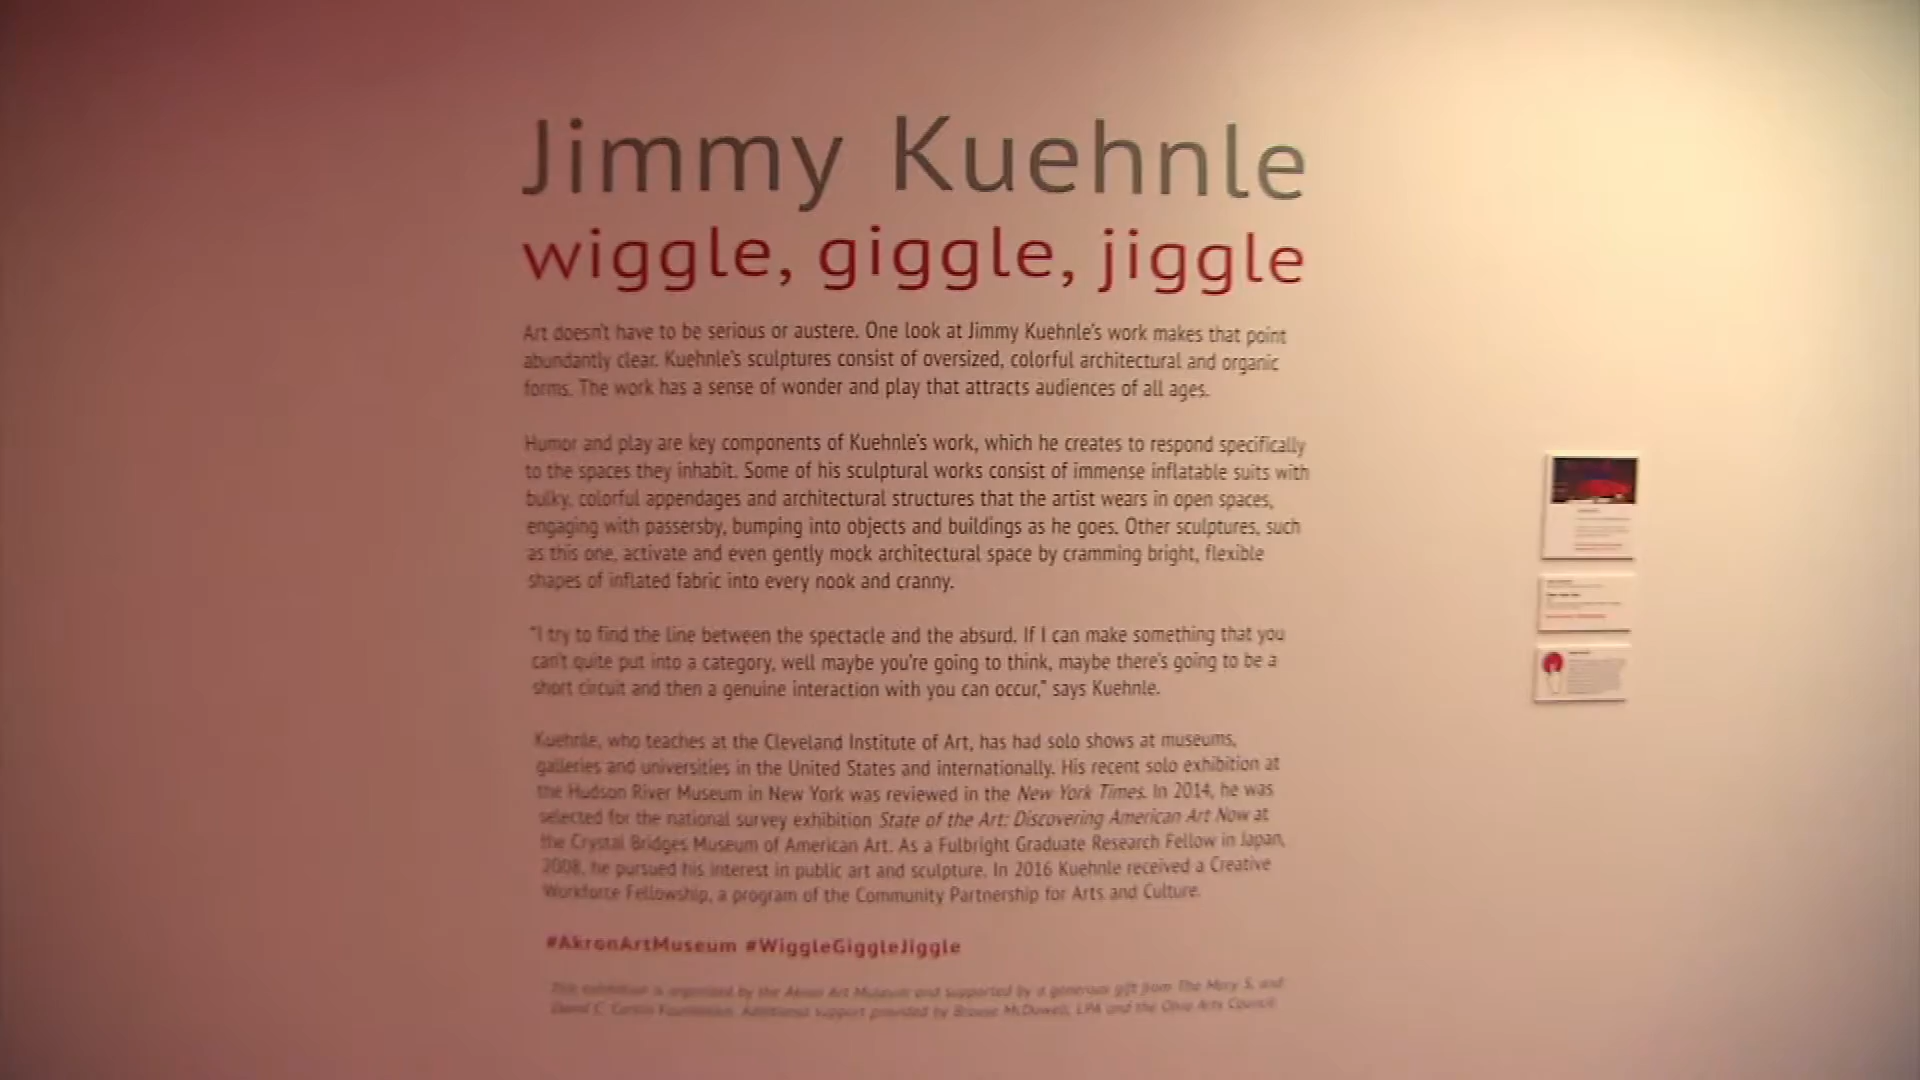 Jimmy Kuehnle
wiggle, giggle, jiggle
Art doesn't have to be serious or austere. One look at Jimmy Kuehnle's work makes that point
abundantly clear. Kuehnle's sculptures consist of oversized, colorful architectural and organic
forms. The work has a sense of wonder and play that attracts audiences of all ages.
Humor and play are key components of Kuehnle's work, which he creates to respond specifically
to the spaces they inhabit. Some of his sculptural works consist of immense inflatable suits with
bulky, colorful appendages and architectural structures that the artist wears in open spaces,
engaging with passersby, bumping into objects and buildings as he goes. Other sculptures, such
as this one, activate and even gently mock architectural space by cramming bright, flexible
shapes of inflated fabric into every nook and cranny.
"I try to find the line between the spectacle and the absurd. If I can make something that you
can't quite put into a category, well maybe you're going to think, maybe there's going to be a
short circuit and then a genuine interaction with you can occur," says Kuehnle.
Kuehnle, who teaches at the Cleveland Institute of Art, has had solo shows at museums,
galleries and universities in the United States and internationally. His recent solo exhibition at
the Hudson River Museum in New York was reviewed in the New York Times. In 2014, he was
selected for the national survey exhibition State of the Art: Discovering American Art Now at
the Crystal Bridges Museum of American Art. As a Fulbright Graduate Research Fellow in Japan,
2008, he pursued his interest in public art and sculpture. In 2016 Kuehnle received a Creative
Workforce Fellowship, a program of the Community Partnership for Arts and Culture.
#AkronArtMuseum #WiggleGiggleJiggle
This exhibition is organized by the Akron Art Museum and supported by a generous gift from The Mary S. and
David C. Corbin Foundation. Additional support provided by Brouse McDowell, LPA and the Ohio Arts Council.